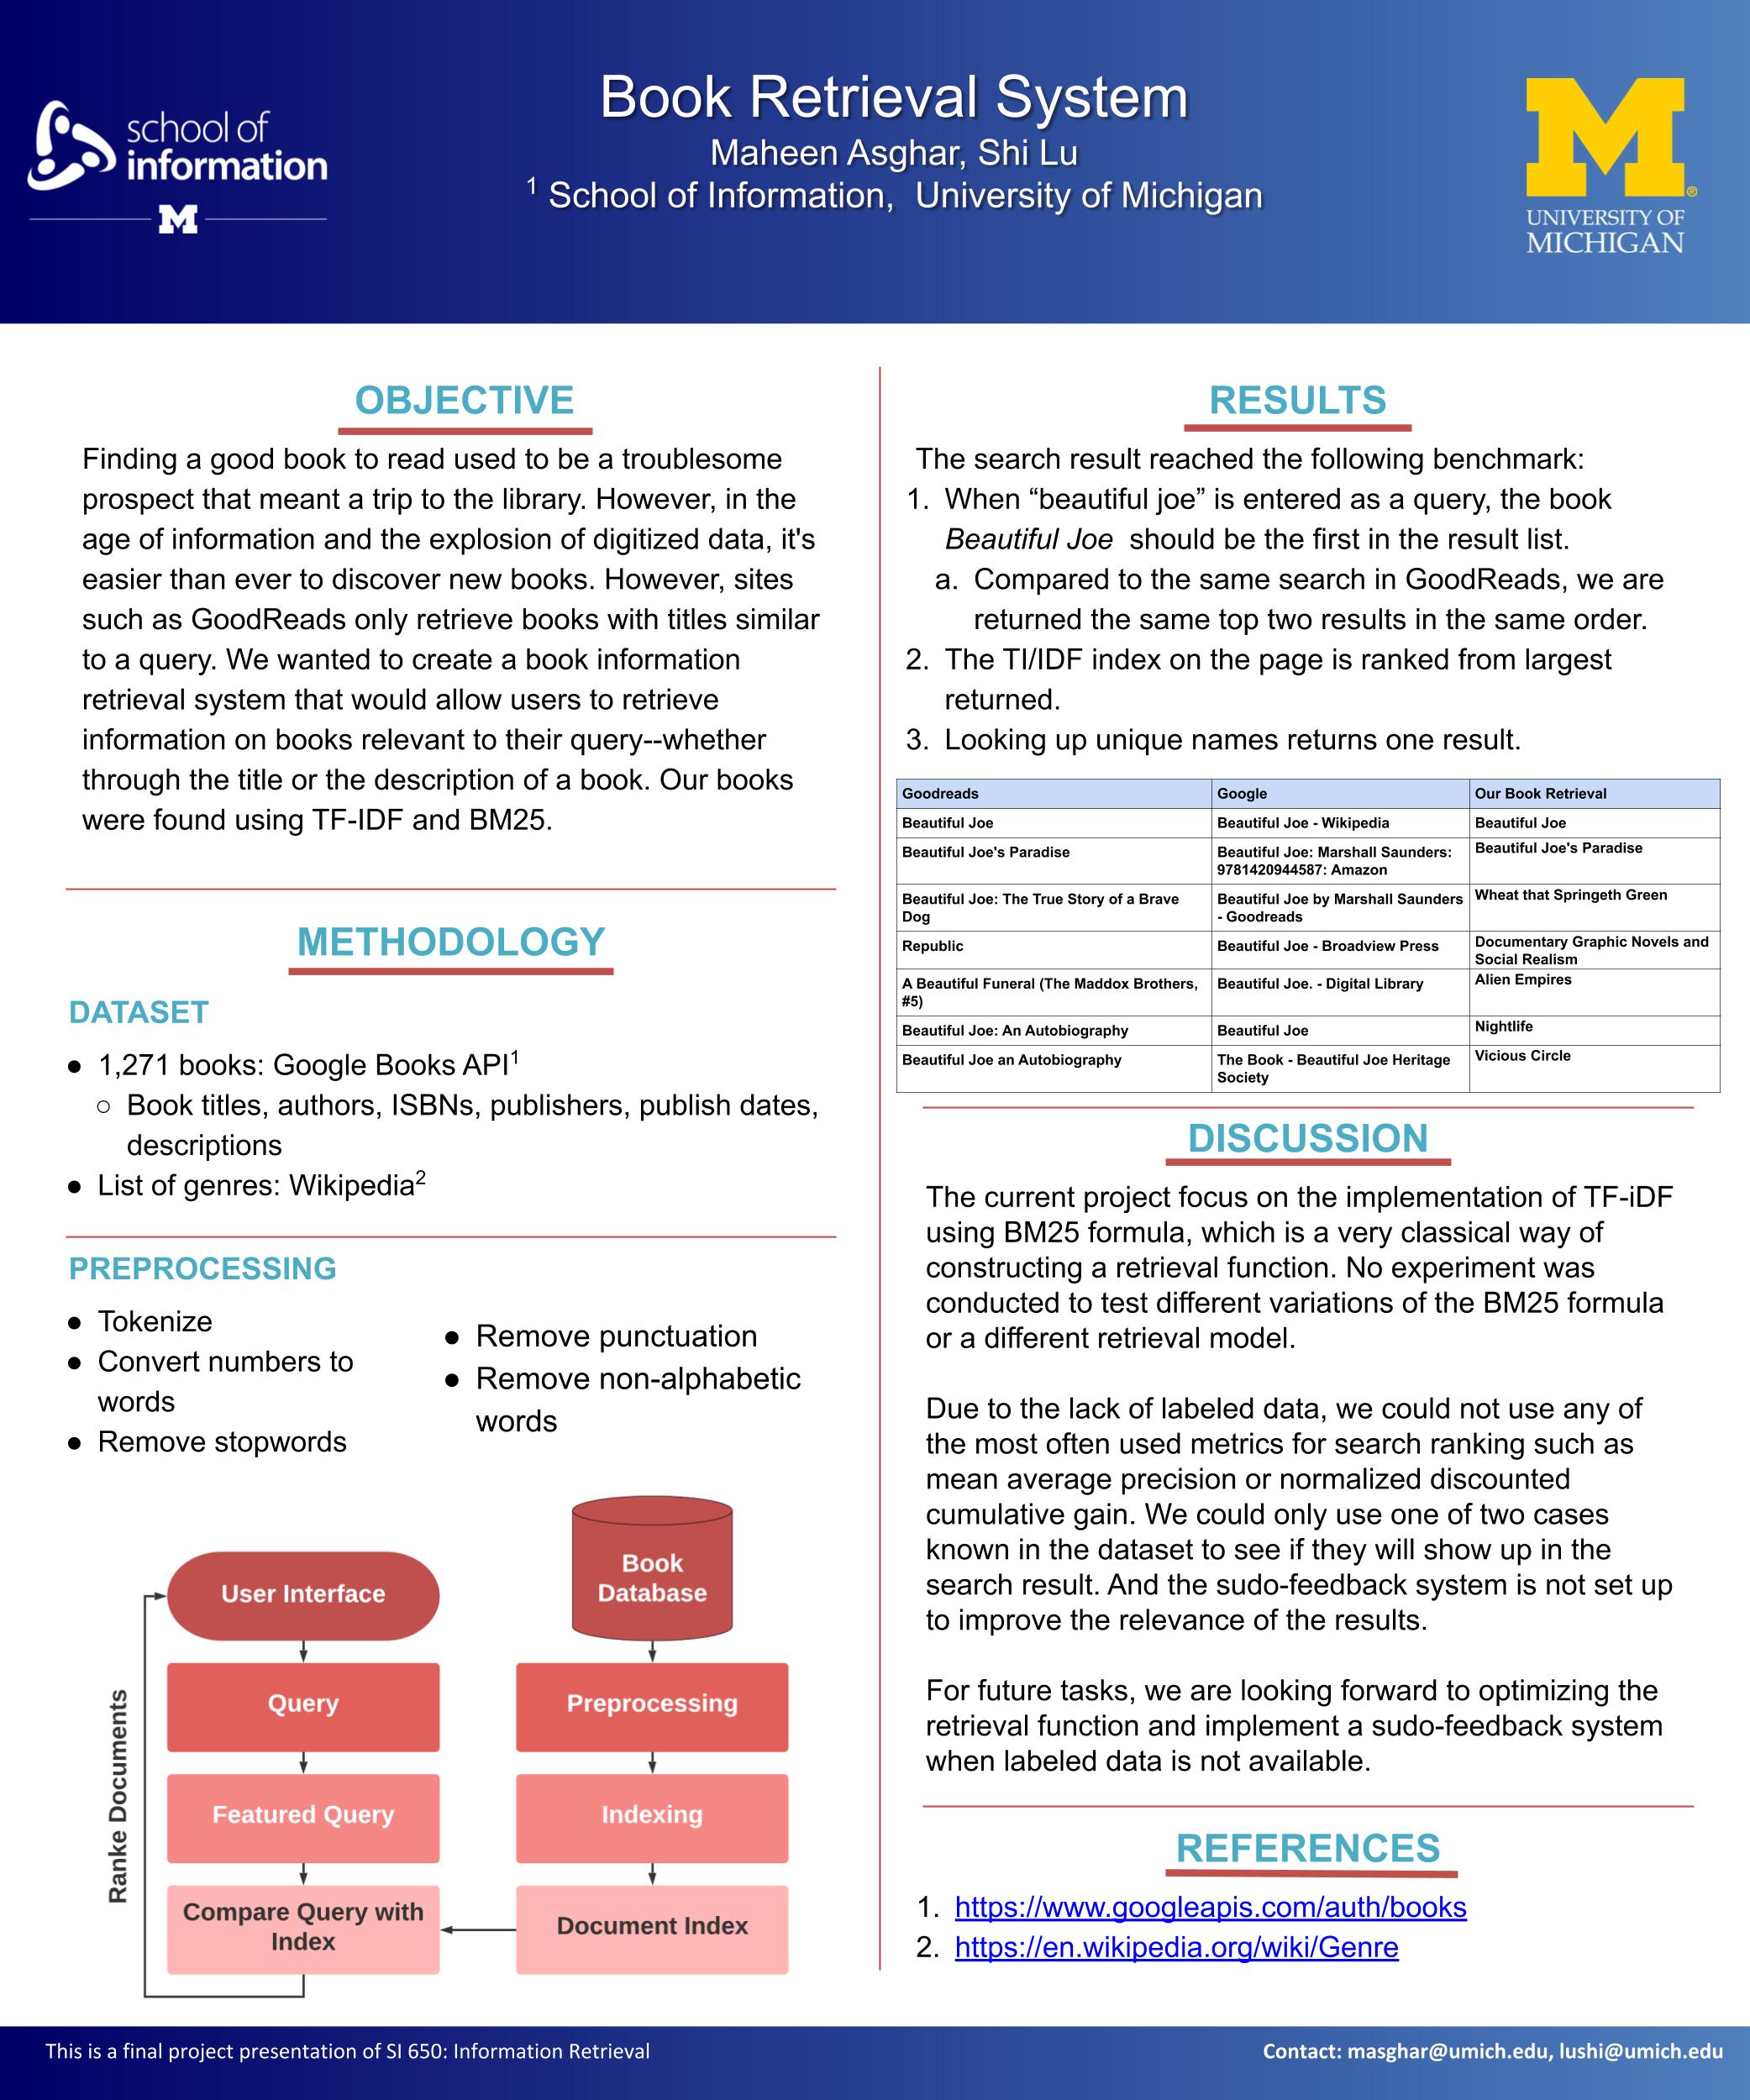 school of
information
M
Book Retrieval System
Maheen Asghar, Shi Lu
1 School of Information, University of Michigan
M®
UNIVERSITY OF
MICHIGAN
OBJECTIVE
Finding a good book to read used to be a troublesome
prospect that meant a trip to the library. However, in the
age of information and the explosion of digitized data, it's
easier than ever to discover new books. However, sites
such as GoodReads only retrieve books with titles similar
to a query. We wanted to create a book information
retrieval system that would allow users to retrieve
information on books relevant to their query--whether
through the title or the description of a book. Our books
were found using TF-IDF and BM25.
METHODOLOGY
DATASET
● 1,271 books: Google Books API1
○ Book titles, authors, ISBNs, publishers, publish dates,
descriptions
● List of genres: Wikipedia2
PREPROCESSING
● Tokenize
● Convert numbers to
words
● Remove stopwords
● Remove punctuation
● Remove non-alphabetic
words
User Interface
Query
Featured Query
Compare Query with
Index
Ranke Documents
Book
Database
Preprocessing
Indexing
Document Index
RESULTS
The search result reached the following benchmark:
1. When “beautiful joe” is entered as a query, the book
Beautiful Joe should be the first in the result list.
a. Compared to the same search in GoodReads, we are
returned the same top two results in the same order.
2. The TI/IDF index on the page is ranked from largest
returned.
3. Looking up unique names returns one result.
Goodreads Google Our Book Retrieval
Beautiful Joe Beautiful Joe - Wikipedia Beautiful Joe
Beautiful Joe's Paradise Beautiful Joe: Marshall Saunders: Beautiful Joe's Paradise
9781420944587: Amazon
Beautiful Joe: The True Story of a Brave Beautiful Joe by Marshall Saunders Wheat that Springeth Green
Dog - Goodreads
Republic Beautiful Joe - Broadview Press Documentary Graphic Novels and
Social Realism
A Beautiful Funeral (The Maddox Brothers, Beautiful Joe. - Digital Library Alien Empires
#5)
Beautiful Joe: An Autobiography Beautiful Joe Nightlife
Beautiful Joe an Autobiography The Book - Beautiful Joe Heritage Vicious Circle
Society
DISCUSSION
The current project focus on the implementation of TF-iDF
using BM25 formula, which is a very classical way of
constructing a retrieval function. No experiment was
conducted to test different variations of the BM25 formula
or a different retrieval model.
Due to the lack of labeled data, we could not use any of
the most often used metrics for search ranking such as
mean average precision or normalized discounted
cumulative gain. We could only use one of two cases
known in the dataset to see if they will show up in the
search result. And the sudo-feedback system is not set up
to improve the relevance of the results.
For future tasks, we are looking forward to optimizing the
retrieval function and implement a sudo-feedback system
when labeled data is not available.
REFERENCES
1. https://www.googleapis.com/auth/books
2. https://en.wikipedia.org/wiki/Genre
This is a final project presentation of SI 650: Information Retrieval
Contact: masghar@umich.edu, lushi@umich.edu